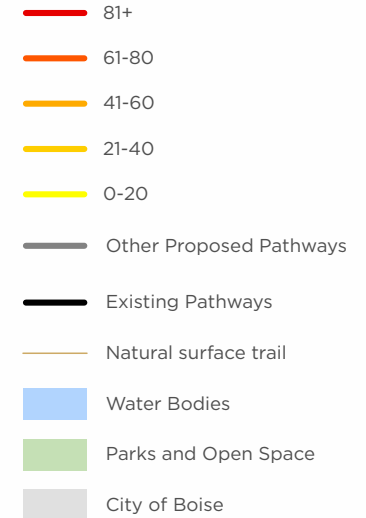 81+
61-80
41-60
21-40
0-20
Other Proposed Pathways
Existing Pathways
Natural surface trail
Water Bodies
Parks and Open Space
City of Boise